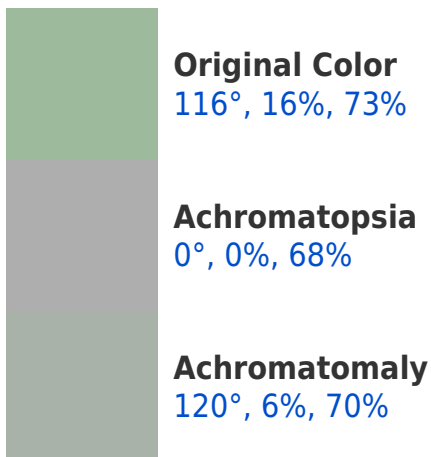 Original Color
116°, 16%, 73%
Achromatopsia
0°, 0%, 68%
Achromatomaly
120°, 6%, 70%